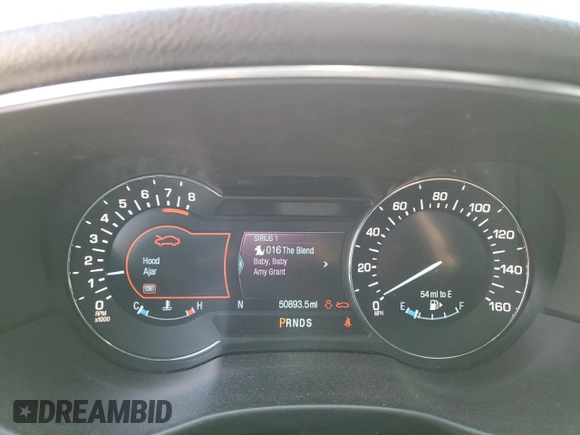 0 1 2 3 4 5 6 7 8
RPM
x1000
Hood
Ajar
OK
C H
SIRIUS 1
016 The Blend
Baby, Baby
Amy Grant
N 50893.5 mi
PRNDS
0 20 40 60 80 100 120 140 160
MPH
54 mi to E
E F
DREAMBID